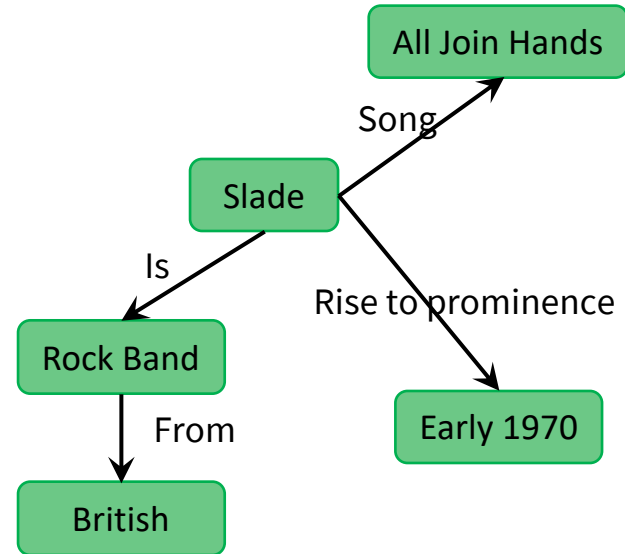 All Join Hands
Song
Slade
Is
Rise to prominence
Rock Band
Early 1970
From
British